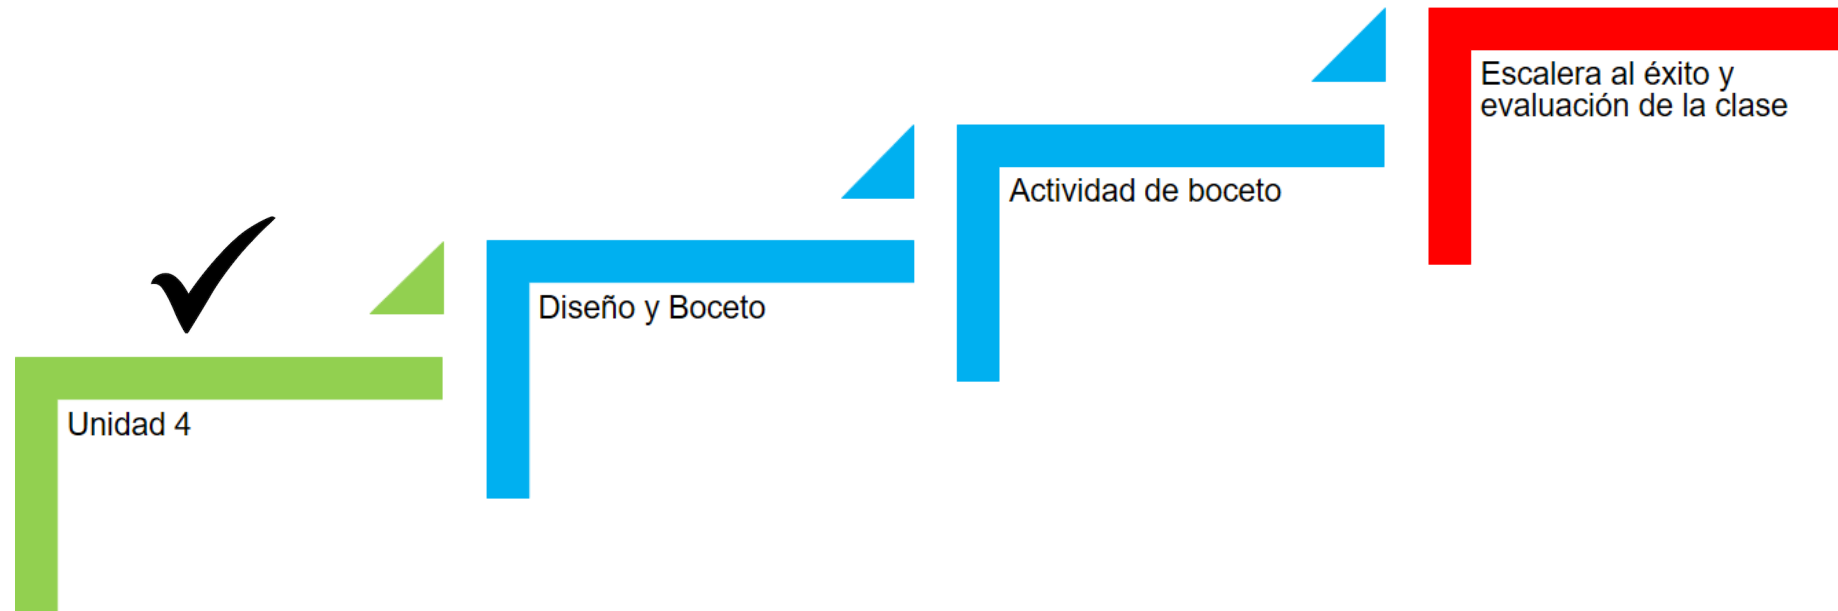 Unidad 4
Diseño y Boceto
Actividad de boceto
Escalera al éxito y
evaluación de la clase